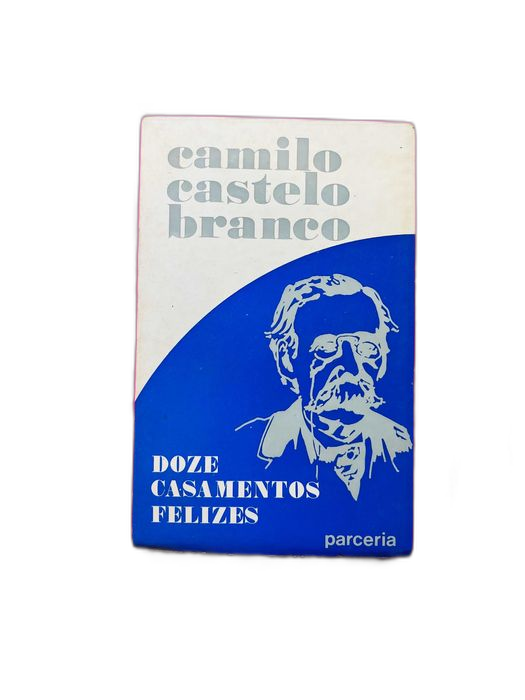 camilo
castelo
branco
DOZE
CASAMENTOS
FELIZES
parceria